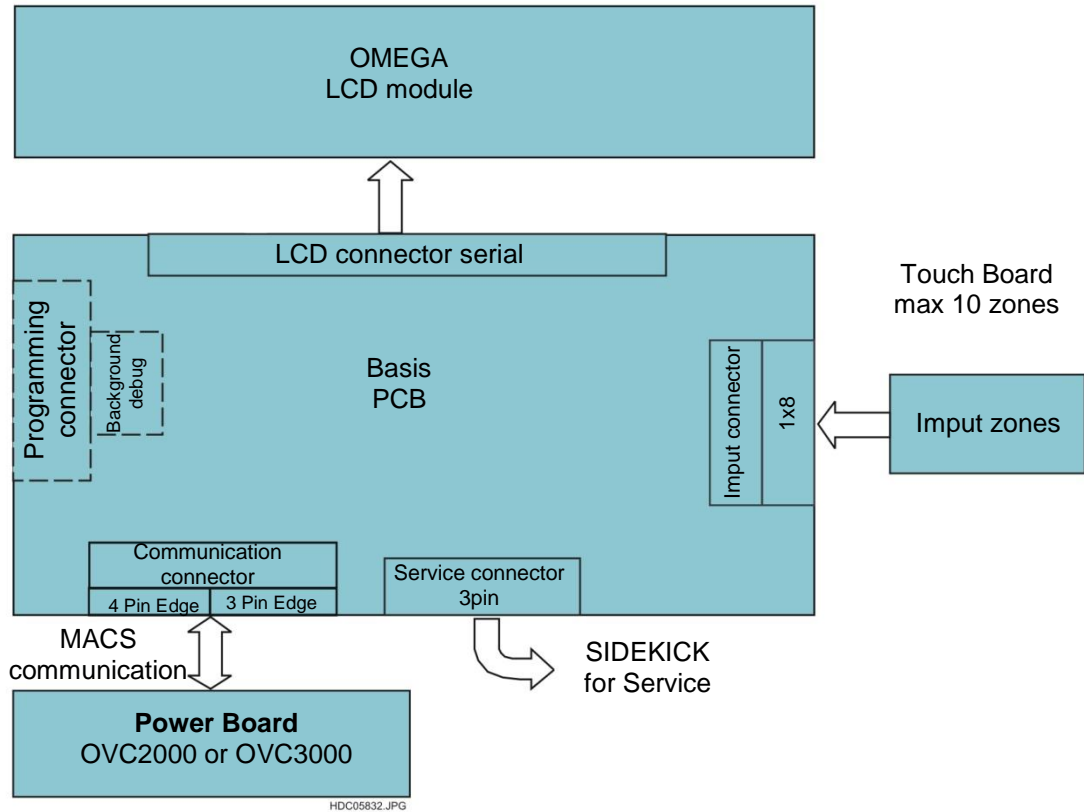 OMEGA
LCD module
LCD connector serial
Programming
connector
Background
debug
Basis
PCB
Imput connector
1x8
Touch Board
max 10 zones
Imput zones
Communication
connector
4 Pin Edge
3 Pin Edge
Service connector
3pin
MACS
communication
SIDEKICK
for Service
Power Board
OVC2000 or OVC3000
HDC05832.JPG